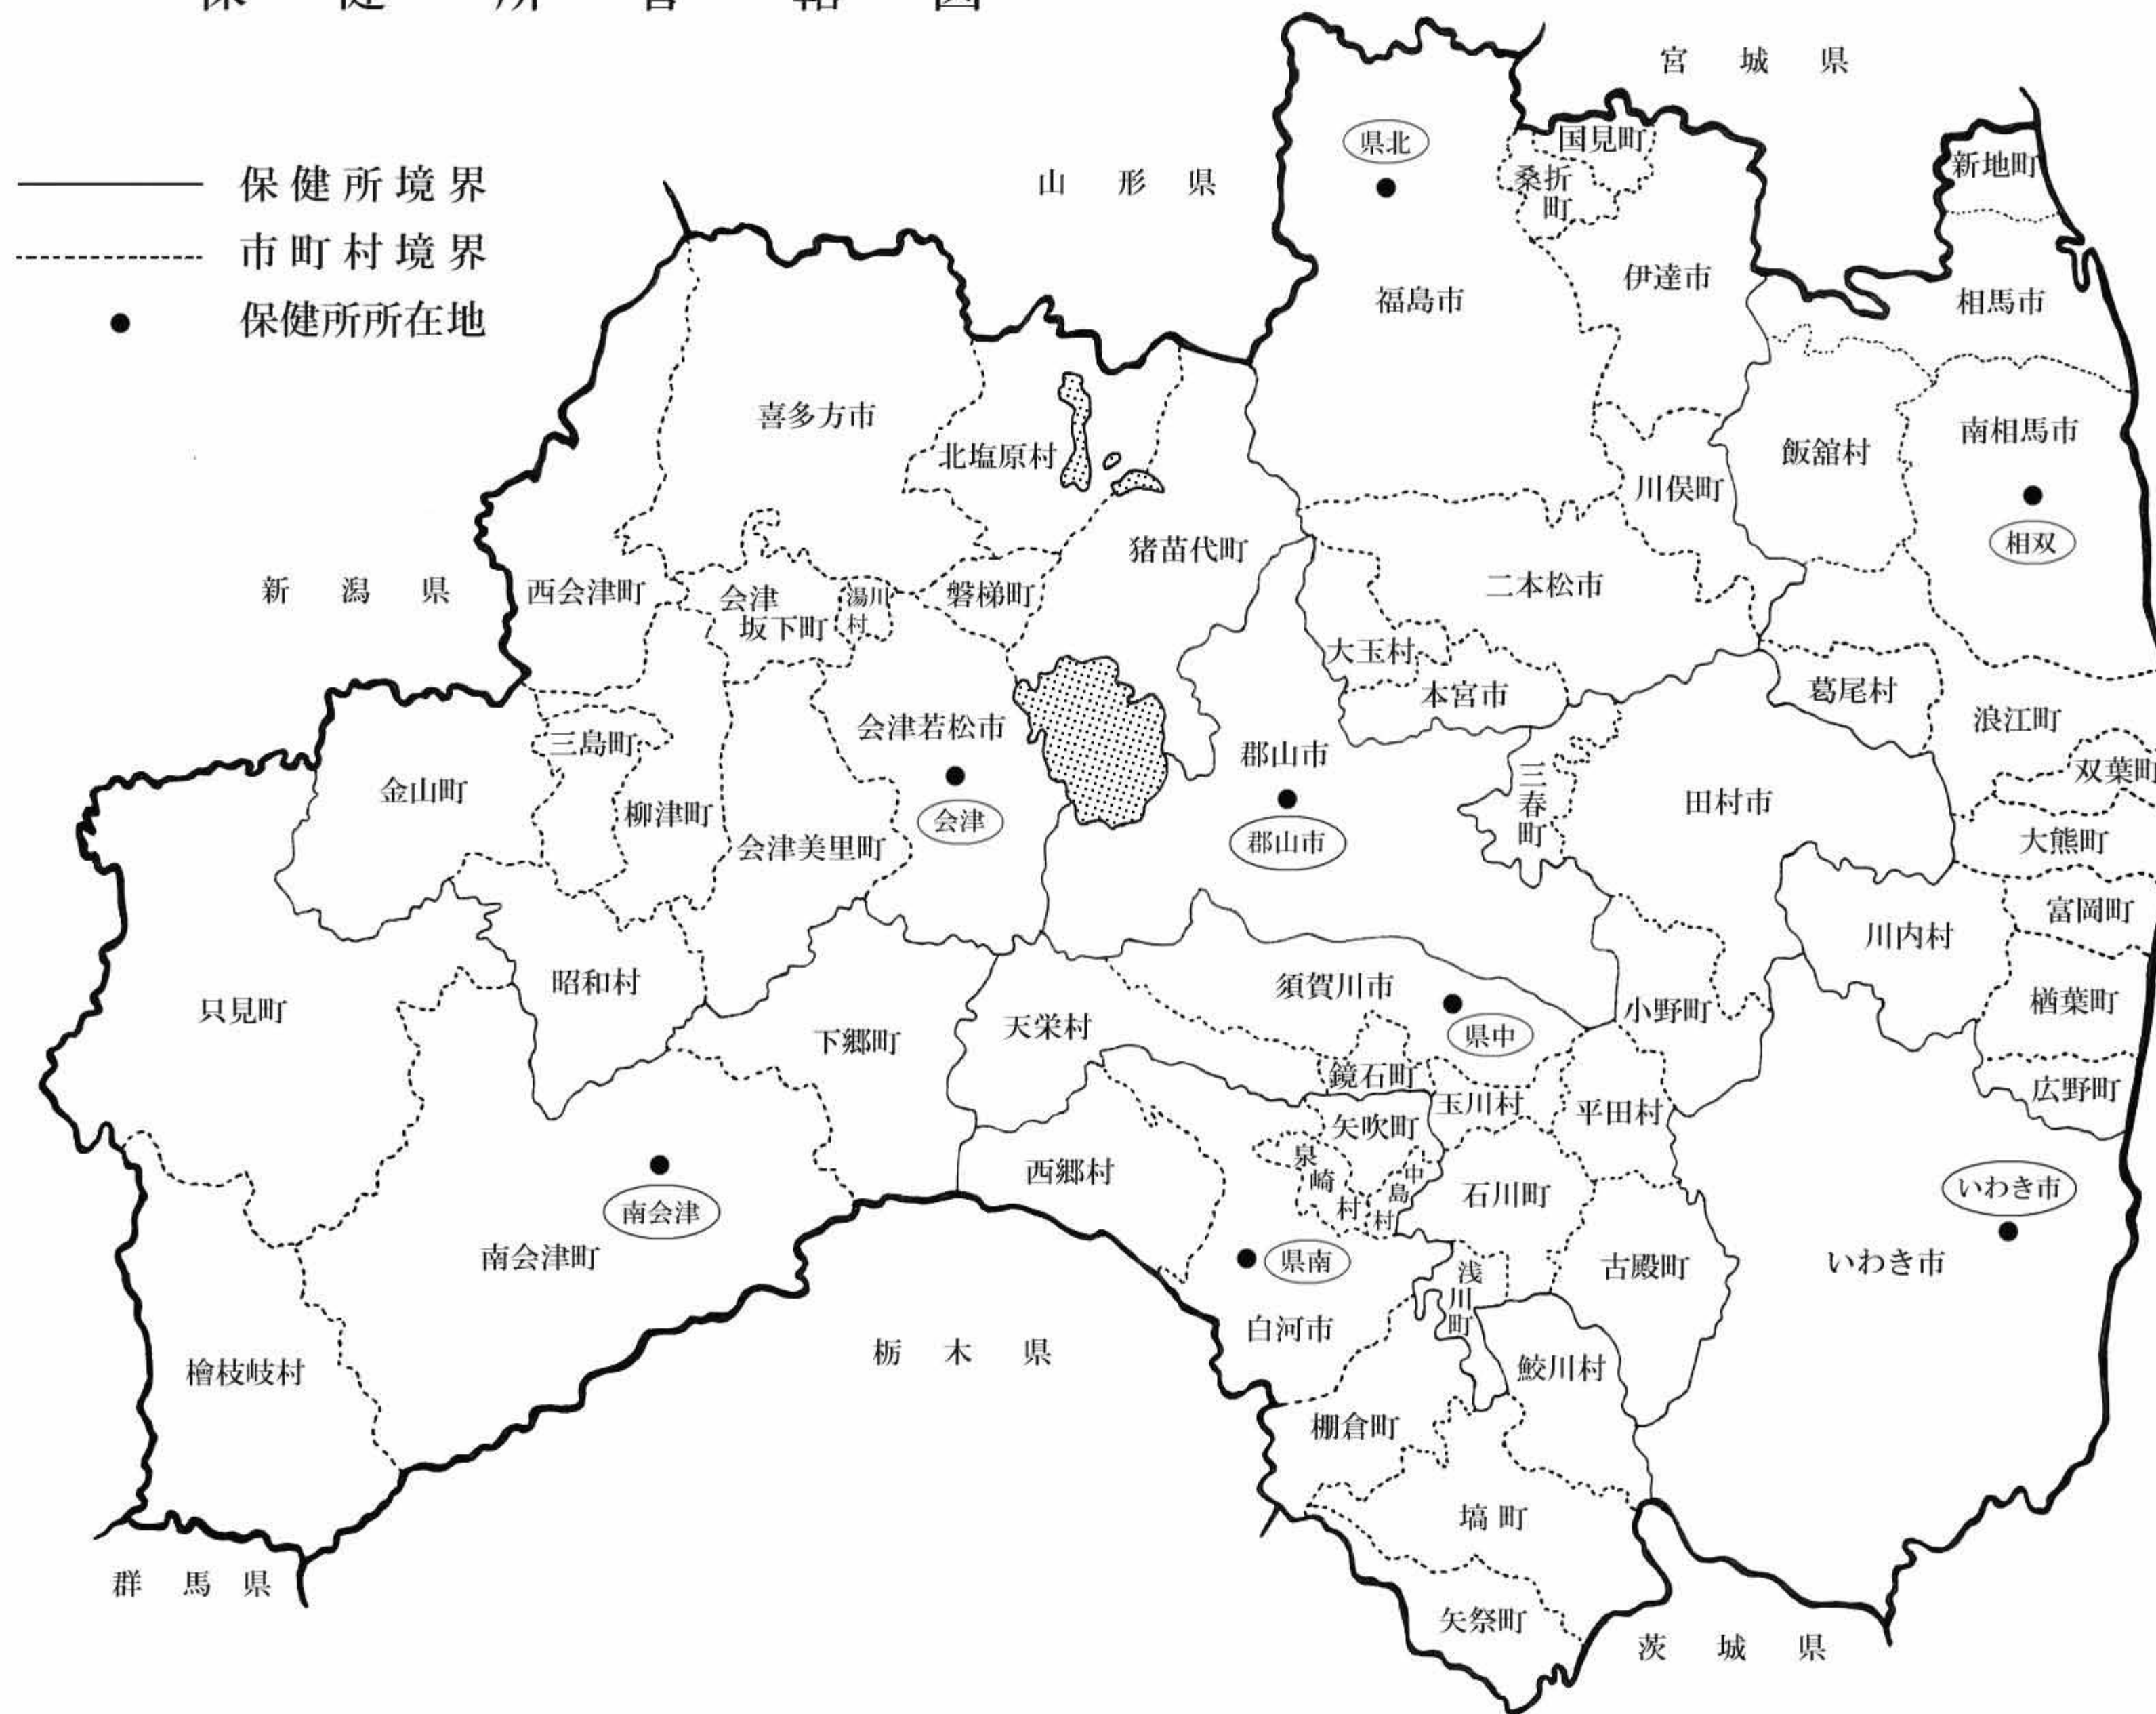 保健所管轄図
保健所境界
市町村境界
保健所所在地
宮城県
山形県
新潟県
群馬県
栃木県
茨城県
県北
国見町
桑折
町
新地町
伊達市
福島市
相馬市
喜多方市
北塩原村
川俣町
飯舘村
南相馬市
相双
猪苗代町
西会津町
会津
坂下町
湯川
村
磐梯町
二本松市
大玉村
本宮市
葛尾村
浪江町
双葉町
三島町
金山町
柳津町
会津美里町
会津若松市
会津
郡山市
郡山市
三
春
町
田村市
大熊町
富岡町
川内村
楢葉町
広野町
只見町
昭和村
下郷町
天栄村
須賀川市
県中
小野町
鏡石町
玉川村
平田村
矢吹町
泉
崎
村
中
島
村
西郷村
石川町
古殿町
南会津
南会津町
県南
白河市
浅
川
町
いわき市
いわき市
檜枝岐村
鮫川村
棚倉町
塙町
矢祭町